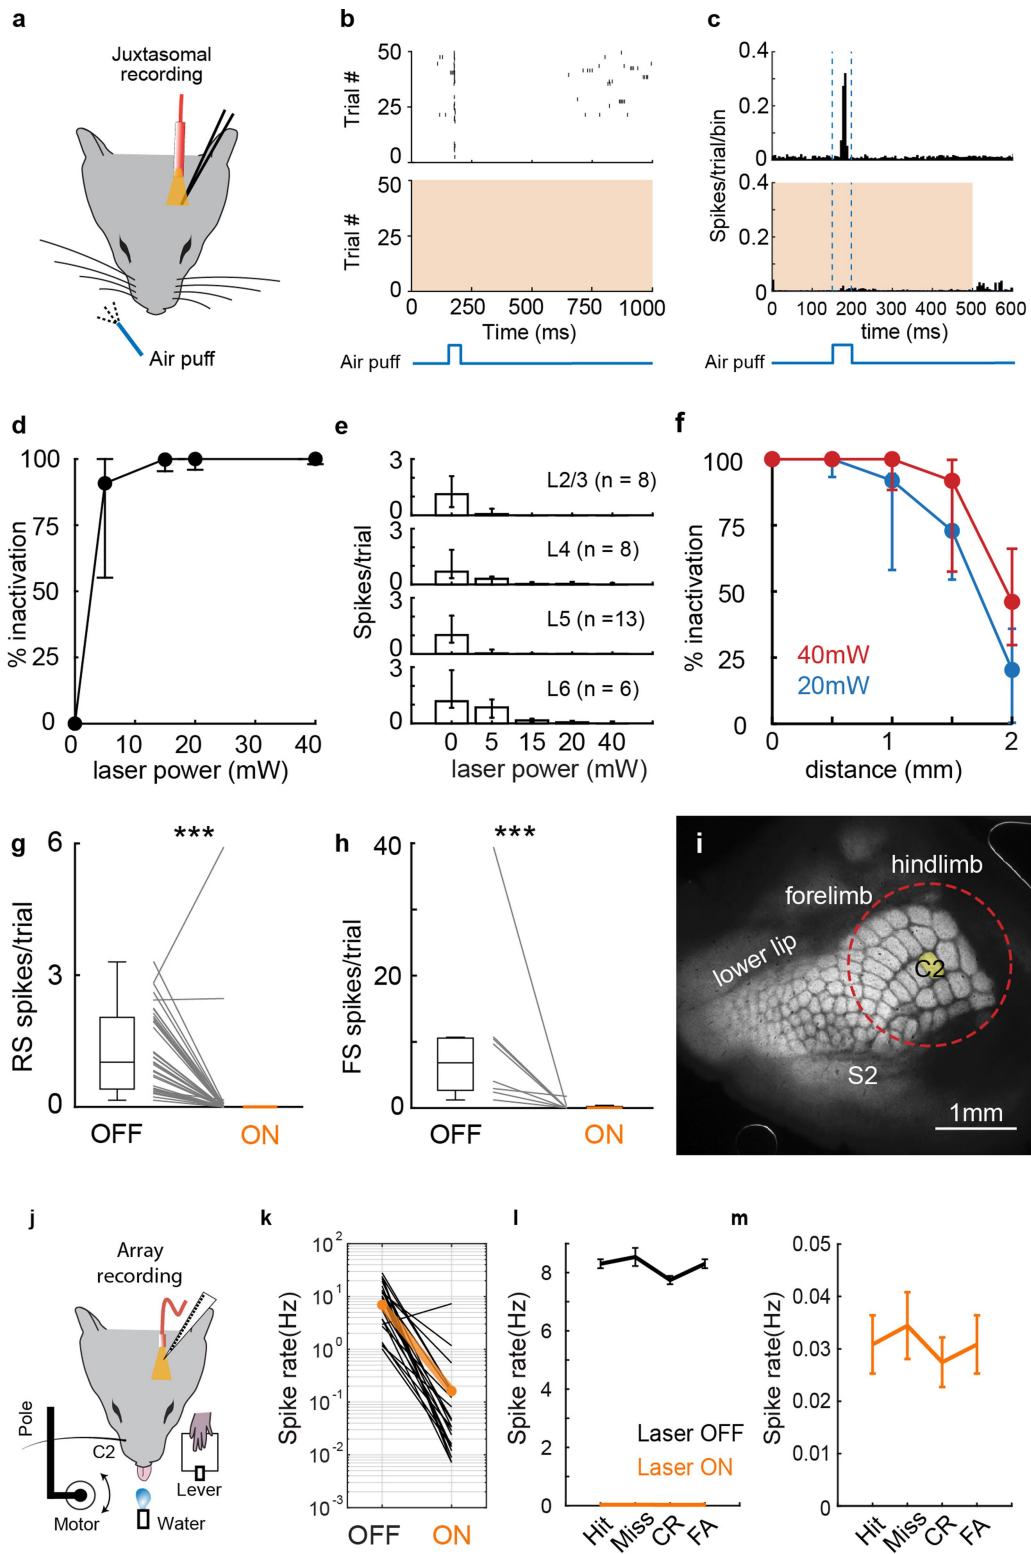 a
Juxtasomal
recording
Air puff
b
Trial #
50
25
0
Trial #
50
25
0
0 250 500 750 1000
Time (ms)
Air puff
c
Spikes/trial/bin
0.4
0.2
0
0.4
0.2
0
0 100 200 300 400 500 600
time (ms)
Air puff
d
% inactivation
100
75
50
25
0
0 10 20 30 40
laser power (mW)
e
Spikes/trial
3
0
L2/3 (n = 8)
3
0
L4 (n = 8)
3
0
L5 (n =13)
3
0
L6 (n = 6)
0 5 15 20 40
laser power (mW)
f
% inactivation
100
75
50
25
0
40mW
20mW
0 1 2
distance (mm)
g
RS spikes/trial
6
3
0
***
OFF ON
h
FS spikes/trial
40
20
0
***
OFF ON
i
hindlimb
forelimb
lower lip
C2
S2
1mm
j
Array
recording
Pole
C2
Motor
Water
Lever
k
Spike rate(Hz)
10²
10¹
10⁰
10⁻¹
10⁻²
10⁻³
OFF ON
l
Spike rate(Hz)
8
6
4
2
0
Laser OFF
Laser ON
Hit Miss CR FA
m
Spike rate(Hz)
0.05
0.04
0.03
0.02
0.01
0
Hit Miss CR FA